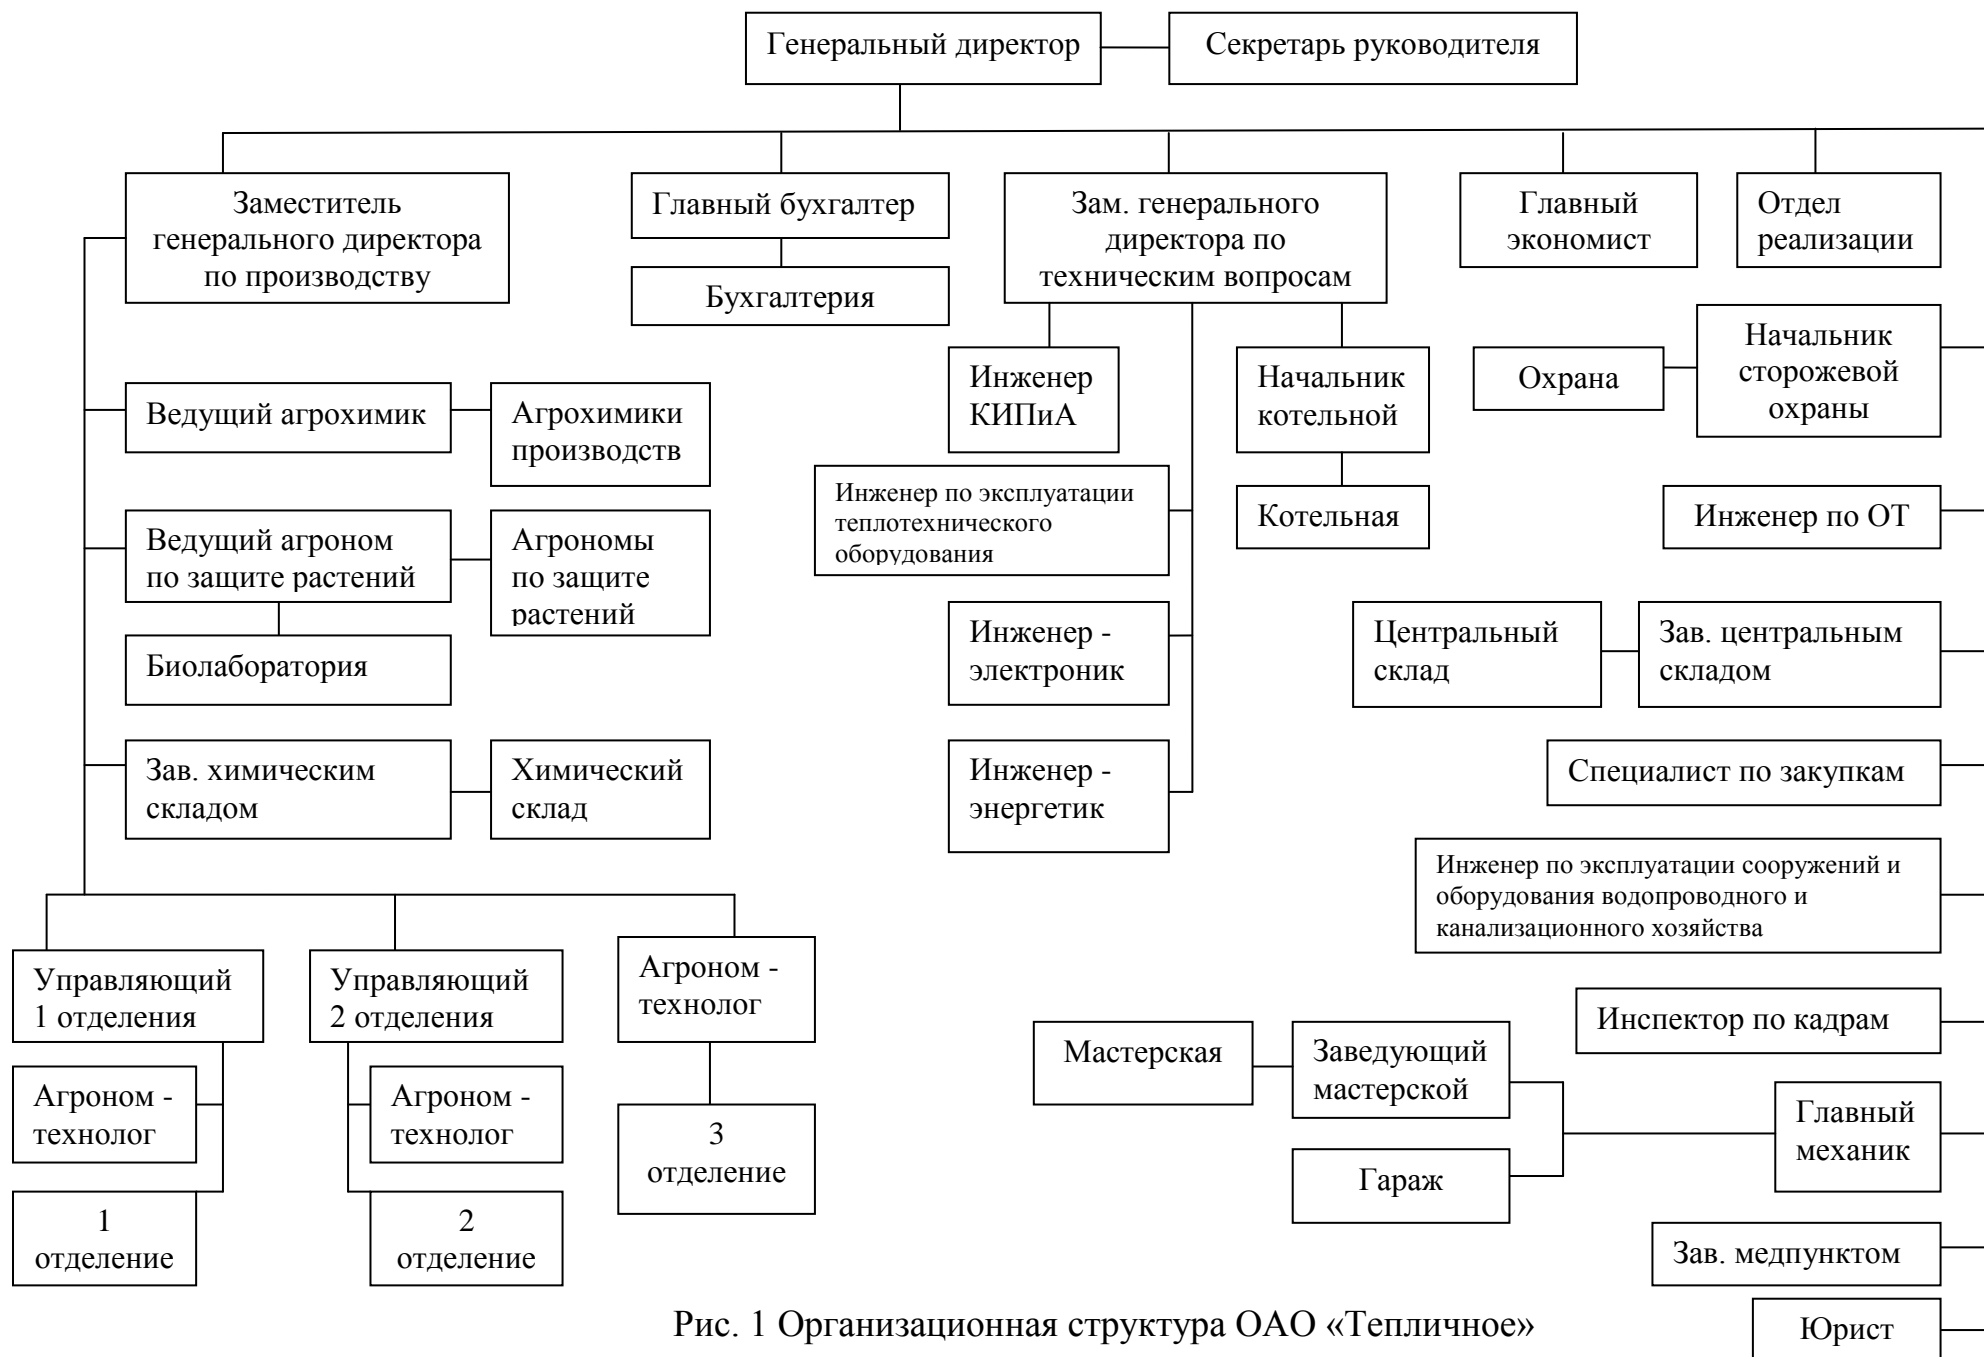 Генеральный директор
Секретарь руководителя
Заместитель
генерального директора
по производству
Главный бухгалтер
Бухгалтерия
Зам. генерального
директора по
техническим вопросам
Главный
экономист
Отдел
реализации
Инженер
КИПиА
Начальник
котельной
Охрана
Начальник
сторожевой
охраны
Ведущий агрохимик
Агрохимики
производств
Инженер по эксплуатации
теплотехнического
оборудования
Котельная
Инженер по ОТ
Ведущий агроном
по защите растений
Агрономы
по защите
растений
Биолаборатория
Инженер -
электроник
Центральный
склад
Зав. центральным
складом
Зав. химическим
складом
Химический
склад
Инженер -
энергетик
Специалист по закупкам
Инженер по эксплуатации сооружений и
оборудования водопроводного и
канализационного хозяйства
Управляющий
1 отделения
Управляющий
2 отделения
Агроном -
технолог
Инспектор по кадрам
Мастерская
Заведующий
мастерской
Агроном -
технолог
Агроном -
технолог
3
отделение
Главный
механик
Гараж
1
отделение
2
отделение
Зав. медпунктом
Рис. 1 Организационная структура ОАО «Тепличное»
Юрист